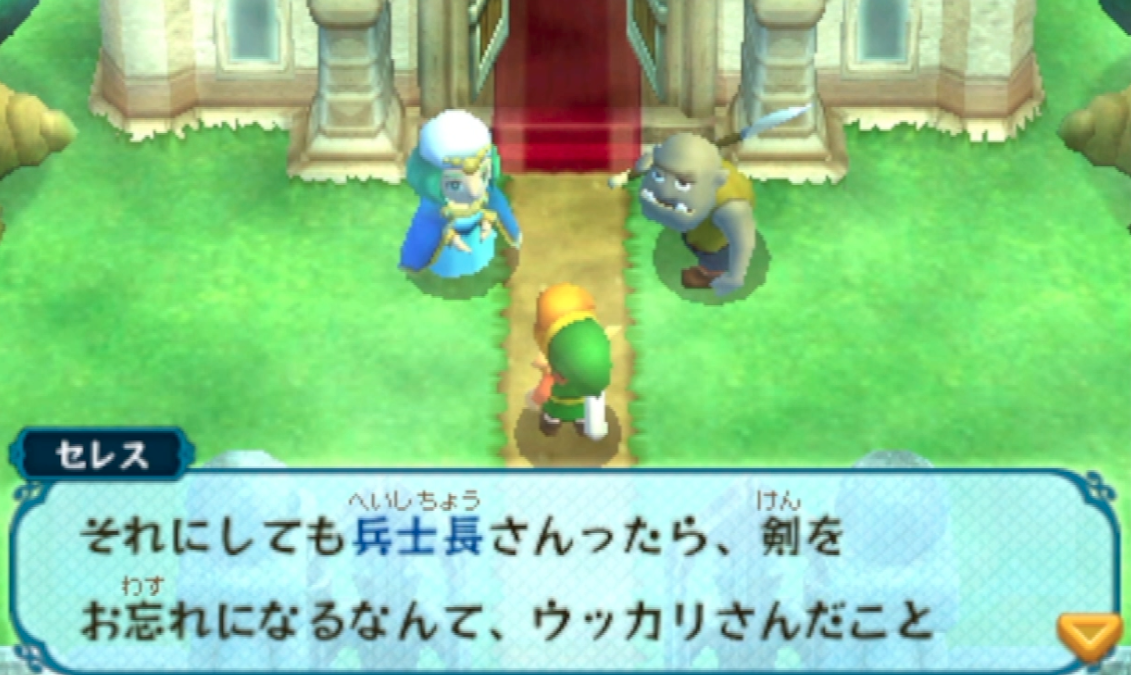 セレス
へいしちょう けん
それにしても兵士長さんったら、剣を
わす
お忘れになるなんて、ウッカリさんだこと